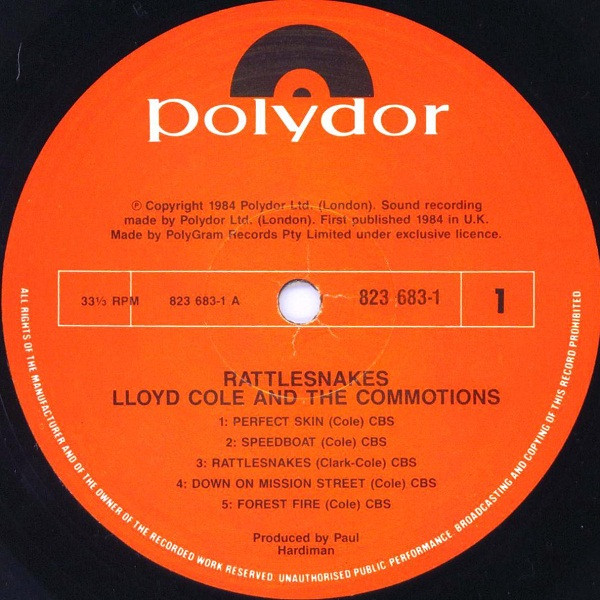 polydor
℗ Copyright 1984 Polydor Ltd. (London). Sound recording
made by Polydor Ltd. (London). First published 1984 in U.K.
Made by PolyGram Records Pty Limited under exclusive licence.
33⅓ RPM 823 683-1 A 823 683-1 1
RATTLESNAKES
LLOYD COLE AND THE COMMOTIONS
1: PERFECT SKIN (Cole) CBS
2: SPEEDBOAT (Cole) CBS
3: RATTLESNAKES (Clark-Cole) CBS
4: DOWN ON MISSION STREET (Cole) CBS
5: FOREST FIRE (Cole) CBS
Produced by Paul
Hardiman
ALL RIGHTS OF THE MANUFACTURER AND OF THE OWNER OF THE RECORDED WORK RESERVED. UNAUTHORISED PUBLIC PERFORMANCE BROADCASTING AND COPYING OF THIS RECORD PROHIBITED